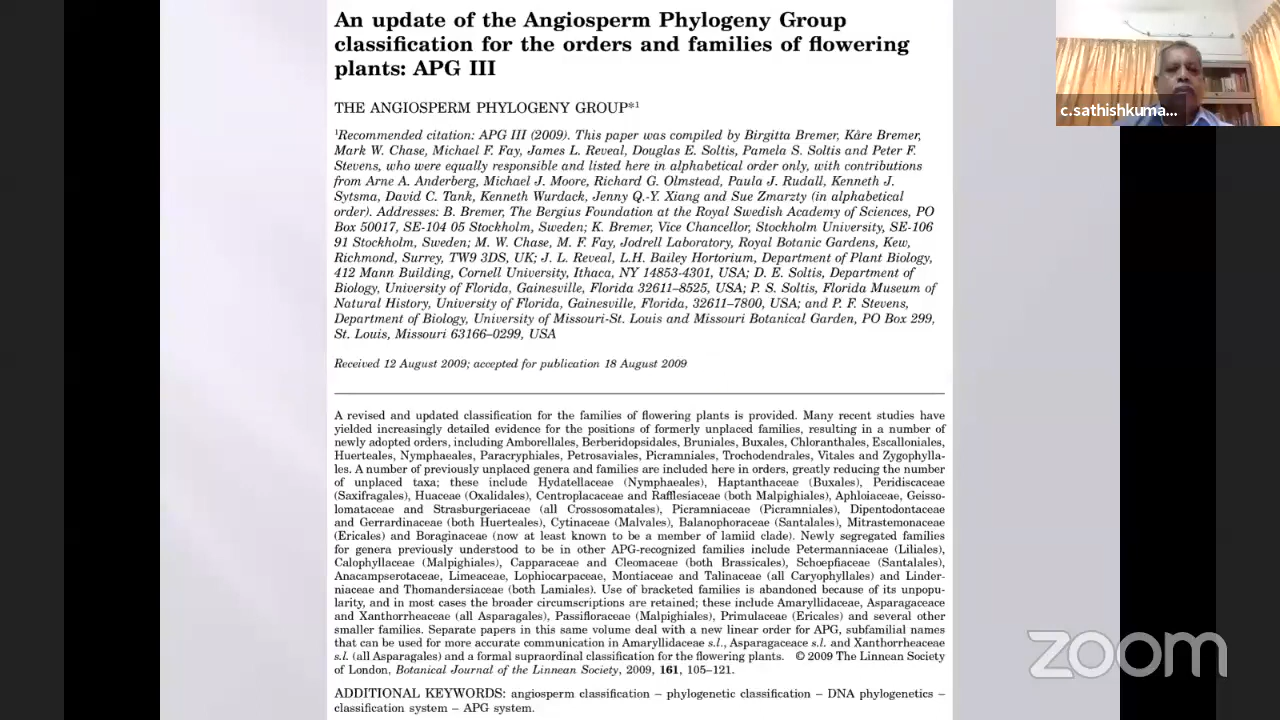 An update of the Angiosperm Phylogeny Group
classification for the orders and families of flowering
plants: APG III
THE ANGIOSPERM PHYLOGENY GROUP*1
1Recommended citation: APG III (2009). This paper was compiled by Birgitta Bremer, Kåre Bremer,
Mark W. Chase, Michael F. Fay, James L. Reveal, Douglas E. Soltis, Pamela S. Soltis and Peter F.
Stevens, who were equally responsible and listed here in alphabetical order only, with contributions
from Arne A. Anderberg, Michael J. Moore, Richard G. Olmstead, Paula J. Rudall, Kenneth J.
Sytsma, David C. Tank, Kenneth Wurdack, Jenny Q.-Y. Xiang and Sue Zmarzty (in alphabetical
order). Addresses: B. Bremer, The Bergius Foundation at the Royal Swedish Academy of Sciences, PO
Box 50017, SE-104 05 Stockholm, Sweden; K. Bremer, Vice Chancellor, Stockholm University, SE-106
91 Stockholm, Sweden; M. W. Chase, M. F. Fay, Jodrell Laboratory, Royal Botanic Gardens, Kew,
Richmond, Surrey, TW9 3DS, UK; J. L. Reveal, L.H. Bailey Hortorium, Department of Plant Biology,
412 Mann Building, Cornell University, Ithaca, NY 14853-4301, USA; D. E. Soltis, Department of
Biology, University of Florida, Gainesville, Florida 32611–8525, USA; P. S. Soltis, Florida Museum of
Natural History, University of Florida, Gainesville, Florida, 32611–7800, USA; and P. F. Stevens,
Department of Biology, University of Missouri-St. Louis and Missouri Botanical Garden, PO Box 299,
St. Louis, Missouri 63166–0299, USA
Received 12 August 2009; accepted for publication 18 August 2009
A revised and updated classification for the families of flowering plants is provided. Many recent studies have
yielded increasingly detailed evidence for the positions of formerly unplaced families, resulting in a number of
newly adopted orders, including Amborellales, Berberidopsidales, Bruniales, Buxales, Chloranthales, Escalloniales,
Huerteales, Nymphaeales, Paracryphiales, Petrosaviales, Picramniales, Trochodendrales, Vitales and Zygophylla-
les. A number of previously unplaced genera and families are included here in orders, greatly reducing the number
of unplaced taxa; these include Hydatellaceae (Nymphaeales), Haptanthaceae (Buxales), Peridiscaceae
(Saxifragales), Huaceae (Oxalidales), Centroplacaceae and Rafflesiaceae (both Malpighiales), Aphloiaceae, Geisso-
lomataceae and Strasburgeriaceae (all Crossosomatales), Picramniaceae (Picramniales), Dipentodontaceae
and Gerrardinaceae (both Huerteales), Cytinaceae (Malvales), Balanophoraceae (Santalales), Mitrastemonaceae
(Ericales) and Boraginaceae (now at least known to be a member of lamiid clade). Newly segregated families
for genera previously understood to be in other APG-recognized families include Petermanniaceae (Liliales),
Calophyllaceae (Malpighiales), Capparaceae and Cleomaceae (both Brassicales), Schoepfiaceae (Santalales),
Anacampserotaceae, Limeaceae, Lophiocarpaceae, Montiaceae and Talinaceae (all Caryophyllales) and Linder-
niaceae and Thomandersiaceae (both Lamiales). Use of bracketed families is abandoned because of its unpopu-
larity, and in most cases the broader circumscriptions are retained; these include Amaryllidaceae, Asparagaceace
and Xanthorrheaceae (all Asparagales), Passifloraceae (Malpighiales), Primulaceae (Ericales) and several other
smaller families. Separate papers in this same volume deal with a new linear order for APG, subfamilial names
that can be used for more accurate communication in Amaryllidaceae s.l., Asparagaceace s.l. and Xanthorrheaceae
s.l. (all Asparagales) and a formal supraordinal classification for the flowering plants. © 2009 The Linnean Society
of London, Botanical Journal of the Linnean Society, 2009, 161, 105–121.
ADDITIONAL KEYWORDS: angiosperm classification – phylogenetic classification – DNA phylogenetics –
classification system – APG system.
c.sathishkuma...
zoom